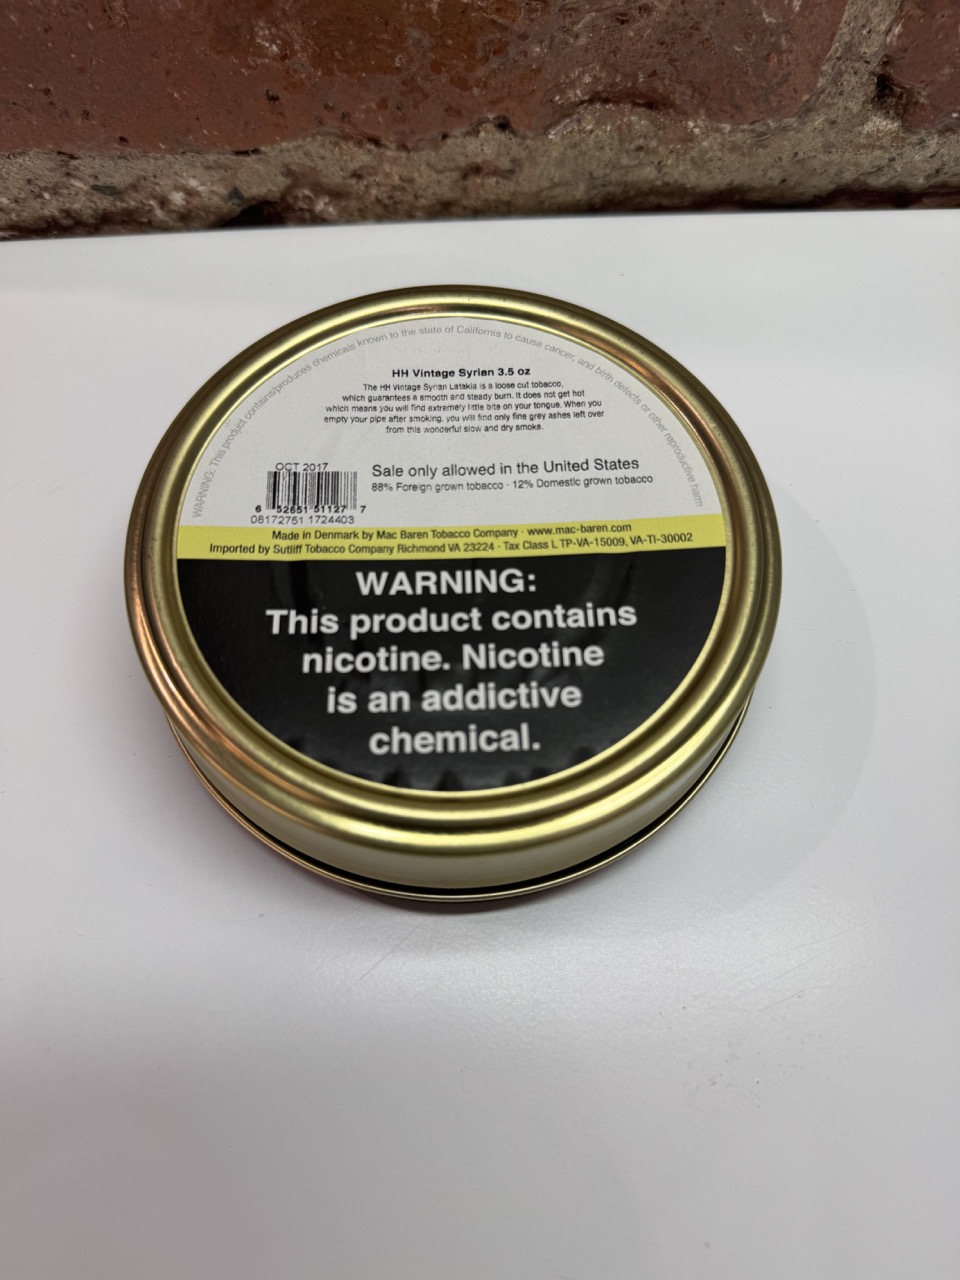 WARNING: This product contains/produces chemicals known to the state of California to cause cancer, and birth defects or other reproductive harm
HH Vintage Syrian 3.5 oz
The HH Vintage Syrian Latakia is a loose cut tobacco,
which guarantees a smooth and steady burn. It does not get hot
which means you will find extremely little bite on your tongue. When you
empty your pipe after smoking, you will find only fine grey ashes left over
from this wonderful slow and dry smoke.
OCT 2017
6 52651 51127 7
08172751 1724403
Sale only allowed in the United States
88% Foreign grown tobacco · 12% Domestic grown tobacco
Made in Denmark by Mac Baren Tobacco Company · www.mac-baren.com
Imported by Sutliff Tobacco Company Richmond VA 23224 · Tax Class L TP-VA-15009, VA-TI-30002
WARNING:
This product contains
nicotine. Nicotine
is an addictive
chemical.